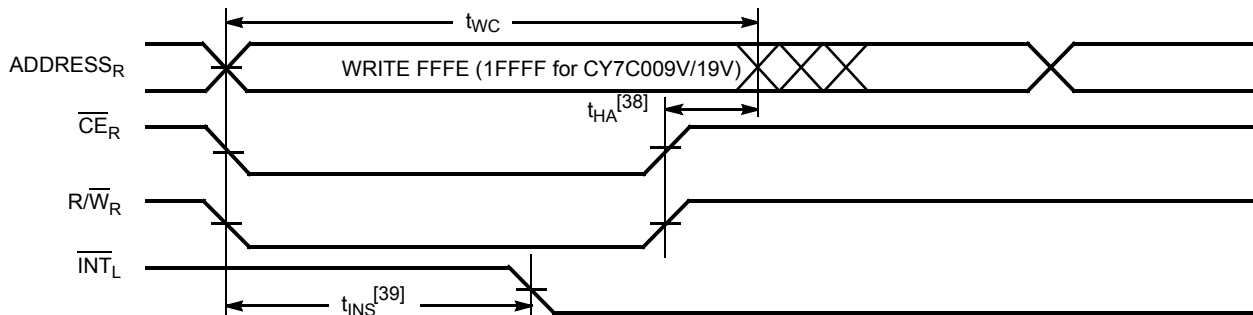 tWC
ADDRESSR
WRITE FFFE (1FFFF for CY7C009V/19V)
tHA[38]
CER
R/WR
INTL
tINS[39]